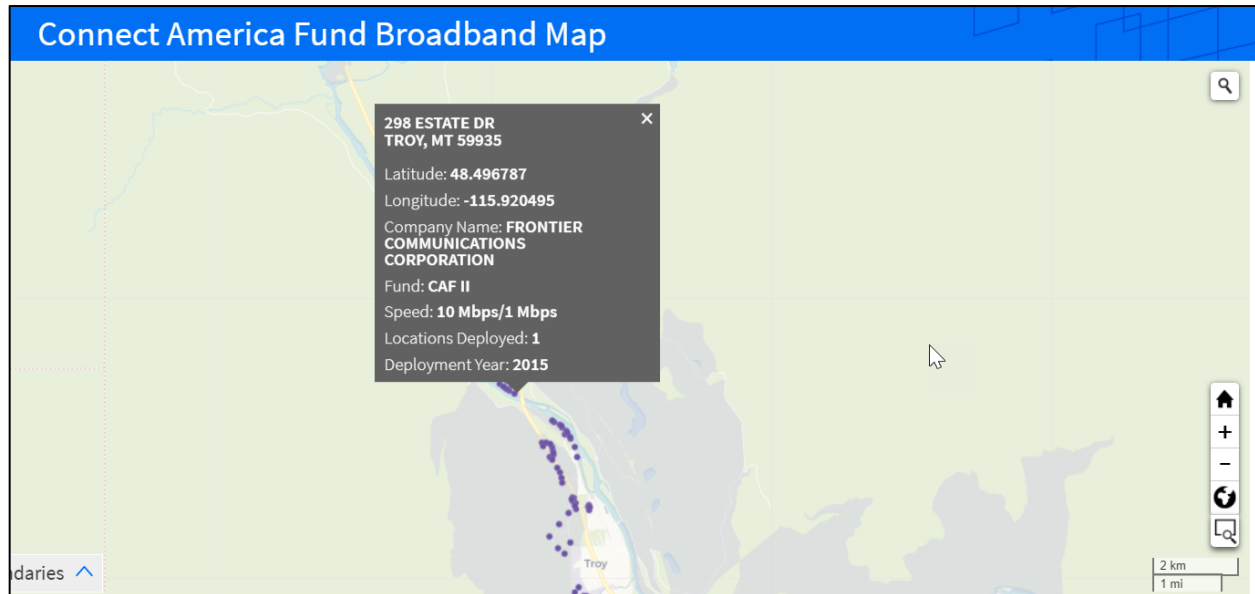 Connect America Fund Broadband Map
298 ESTATE DR
TROY, MT 59935
Latitude: 48.496787
Longitude: -115.920495
Company Name: FRONTIER
COMMUNICATIONS
CORPORATION
Fund: CAF II
Speed: 10 Mbps/1 Mbps
Locations Deployed: 1
Deployment Year: 2015
Troy
daries
2 km
1 mi